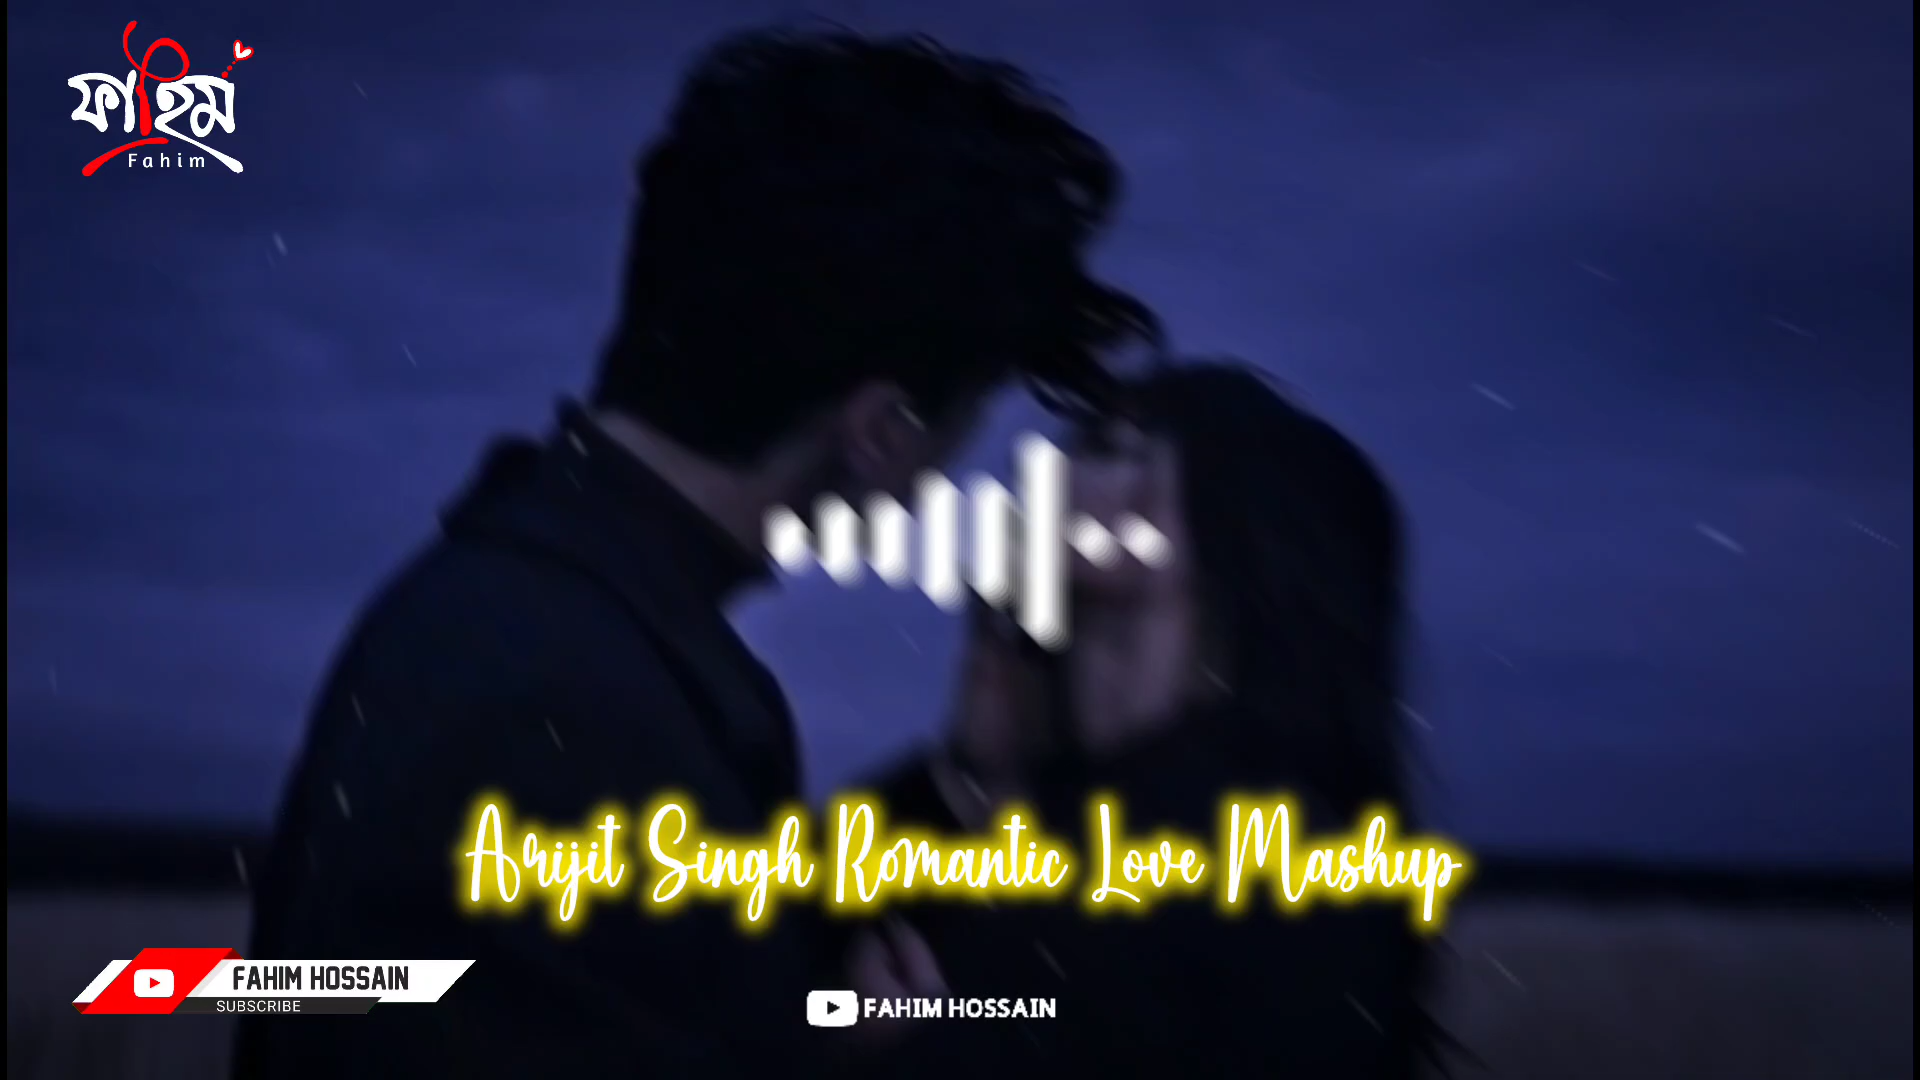 ফাহিম
Fahim
Arijit Singh Romantic Love Mashup
FAHIM HOSSAIN
SUBSCRIBE
FAHIM HOSSAIN